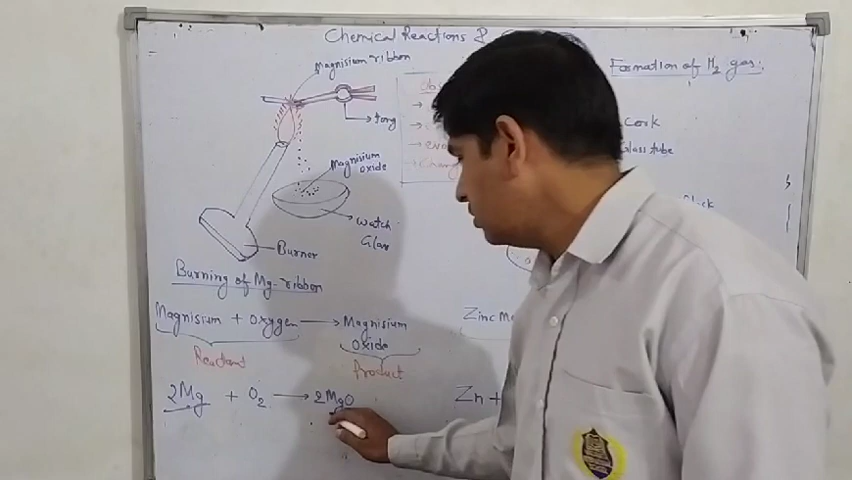 Chemical Reactions &
Magnisium ribbon
tong
Magnisium
oxide
Watch
Glass
Burner
Burning of Mg-ribbon
Magnisium + Oxygen → Magnisium
Oxide
Reactant
Product
2Mg + O2 → 2MgO
Formation of H2 gas:
Cork
Glass tube
Zinc
Zn +